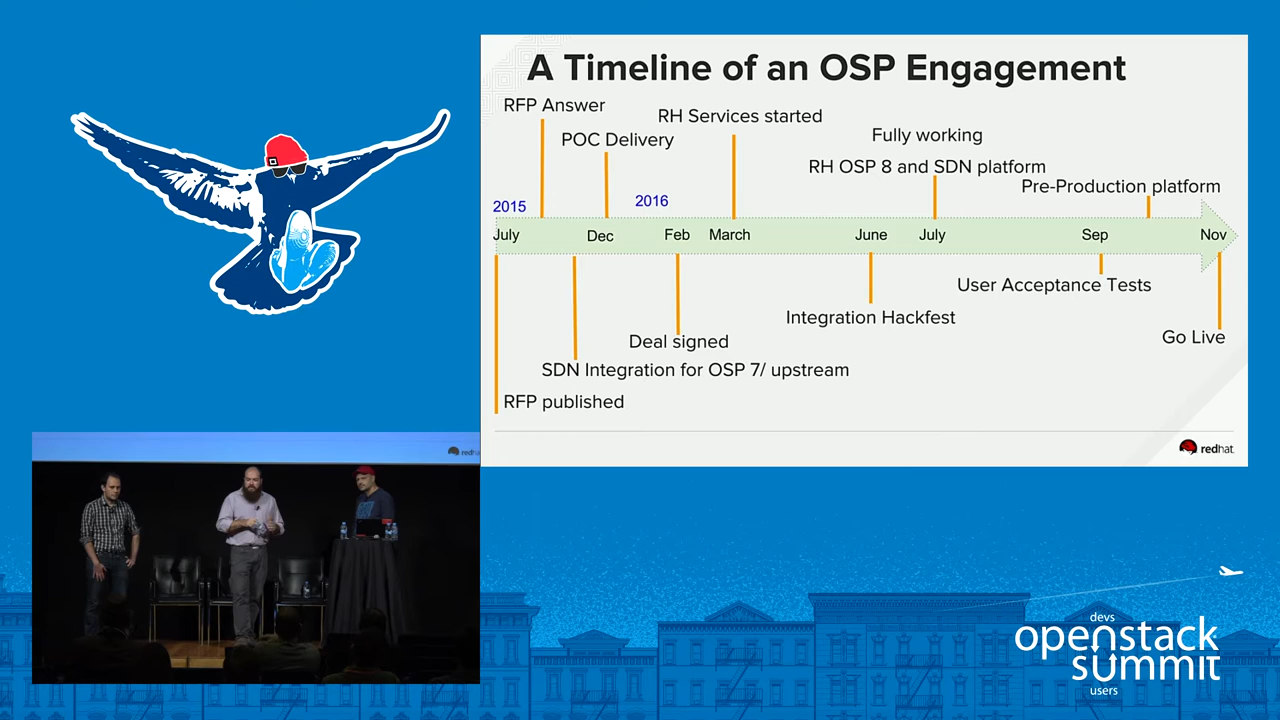 A Timeline of an OSP Engagement
RFP Answer
RH Services started
POC Delivery
Fully working
RH OSP 8 and SDN platform
Pre-Production platform
2015
2016
July
Dec
Feb
March
June
July
Sep
Nov
User Acceptance Tests
Integration Hackfest
Deal signed
Go Live
SDN Integration for OSP 7/ upstream
RFP published
redhat.
devs
openstack
summit
users